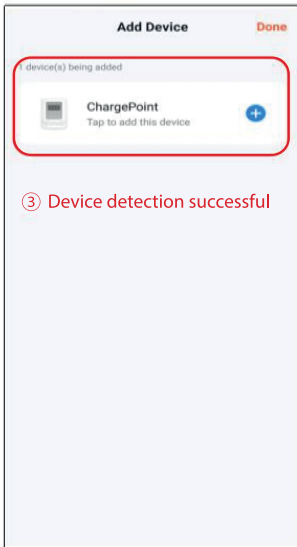 Add Device
Done
1 device(s) being added
ChargePoint
Tap to add this device
③ Device detection successful